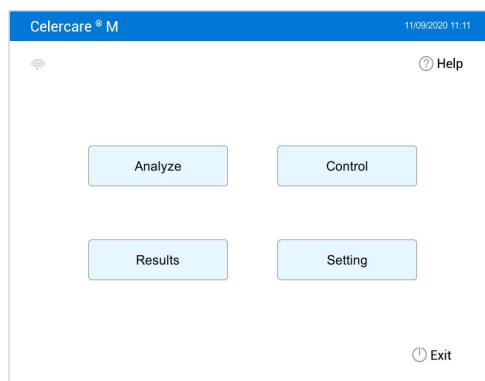 Celercare ® M 11/09/2020 11:11
Help
Analyze Control
Results Setting
Exit